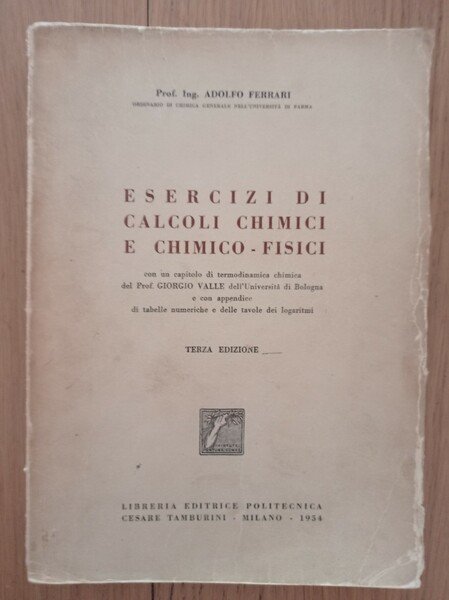 Prof. Ing. ADOLFO FERRARI
ORDINARIO DI CHIMICA GENERALE NELL'UNIVERSITÀ DI PARMA
ESERCIZI DI
CALCOLI CHIMICI
E CHIMICO - FISICI
con un capitolo di termodinamica chimica
del Prof. GIORGIO VALLE dell'Università di Bologna
e con appendice
di tabelle numeriche e delle tavole dei logaritmi
TERZA EDIZIONE
LIBRERIA EDITRICE POLITECNICA
CESARE TAMBURINI - MILANO - 1954